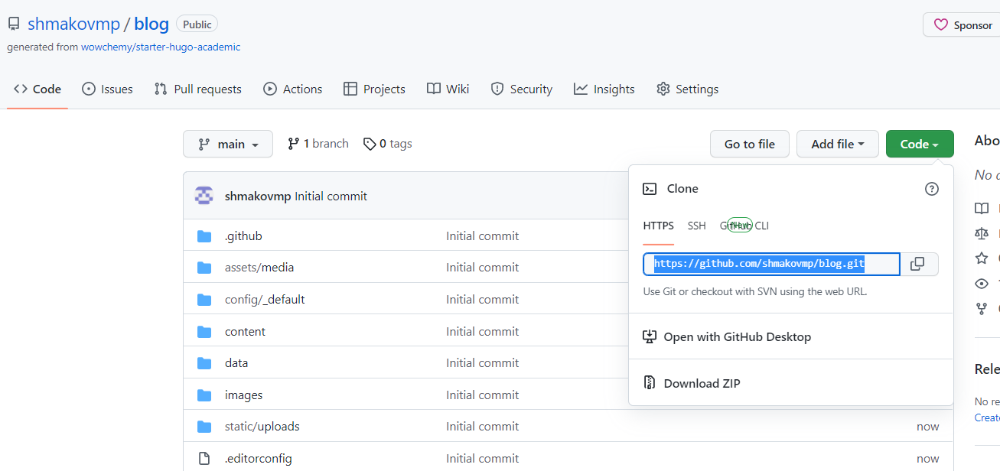 shmakovmp / blog Public
Sponsor
generated from wowchemy/starter-hugo-academic
Code Issues Pull requests Actions Projects Wiki Security Insights Settings
main 1 branch 0 tags Go to file Add file Code
Abo
No
shmakovmp Initial commit
Clone
HTTPS SSH GitHub CLI
https://github.com/shmakovmp/blog.git
Use Git or checkout with SVN using the web URL.
Open with GitHub Desktop
Download ZIP
.github Initial commit
assets/media Initial commit
config/_default Initial commit
content Initial commit
data Initial commit
images Initial commit
static/uploads Initial commit now
.editorconfig Initial commit now
Rele
No re
Create